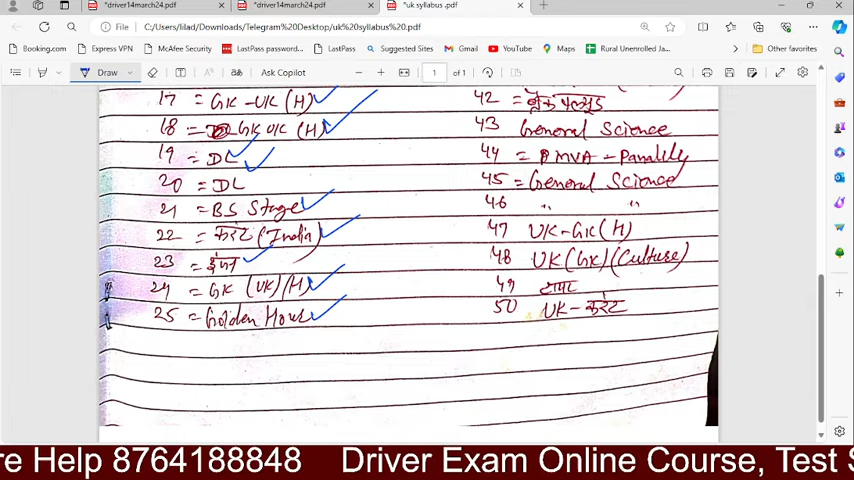 *driver14march24.pdf
*driver14march24.pdf
*uk syllabus .pdf
File
C:/Users/lilad/Downloads/Telegram%20Desktop/uk%20syllabus%20.pdf
Booking.com
Express VPN
McAfee Security
LastPass password...
LastPass
Suggested Sites
Gmail
YouTube
Maps
Rural Unenrolled Ja...
Other favorites
Draw
Ask Copilot
1 of 1
17 = GK-UK (H)
18 = GK UK (H)
19 = DL
20 = DL
21 = BS Stage
22 = करंट (India)
23 = इंजन
24 = GK (UK) (H)
25 = Golden Hour
42 =
43 General Science
44 = MVA - Panality
45 = General Science
46 " "
47 UK-GK(H)
48 UK(GK)(Culture)
49
50 UK-करंट
re Help 8764188848 Driver Exam Online Course, Test S